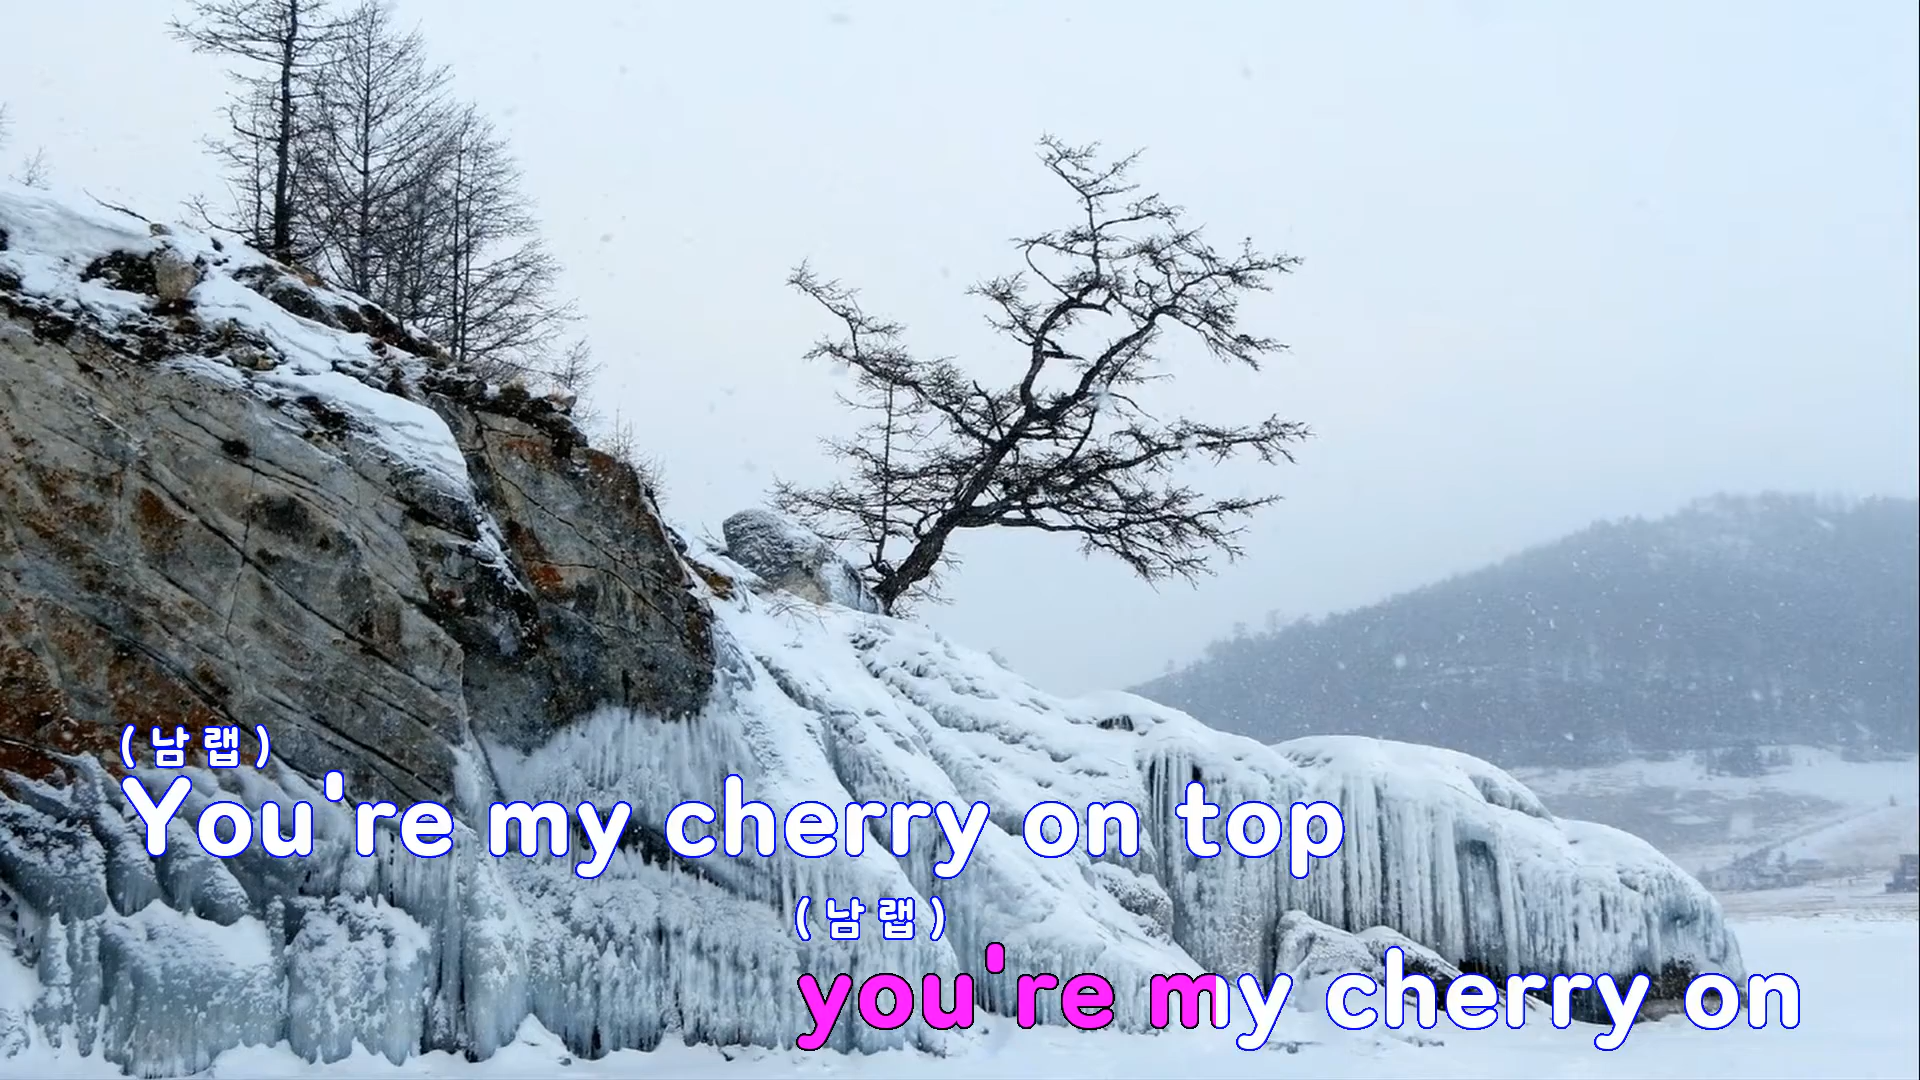 (남랩)
You're my cherry on top
(남랩)
you're my cherry on